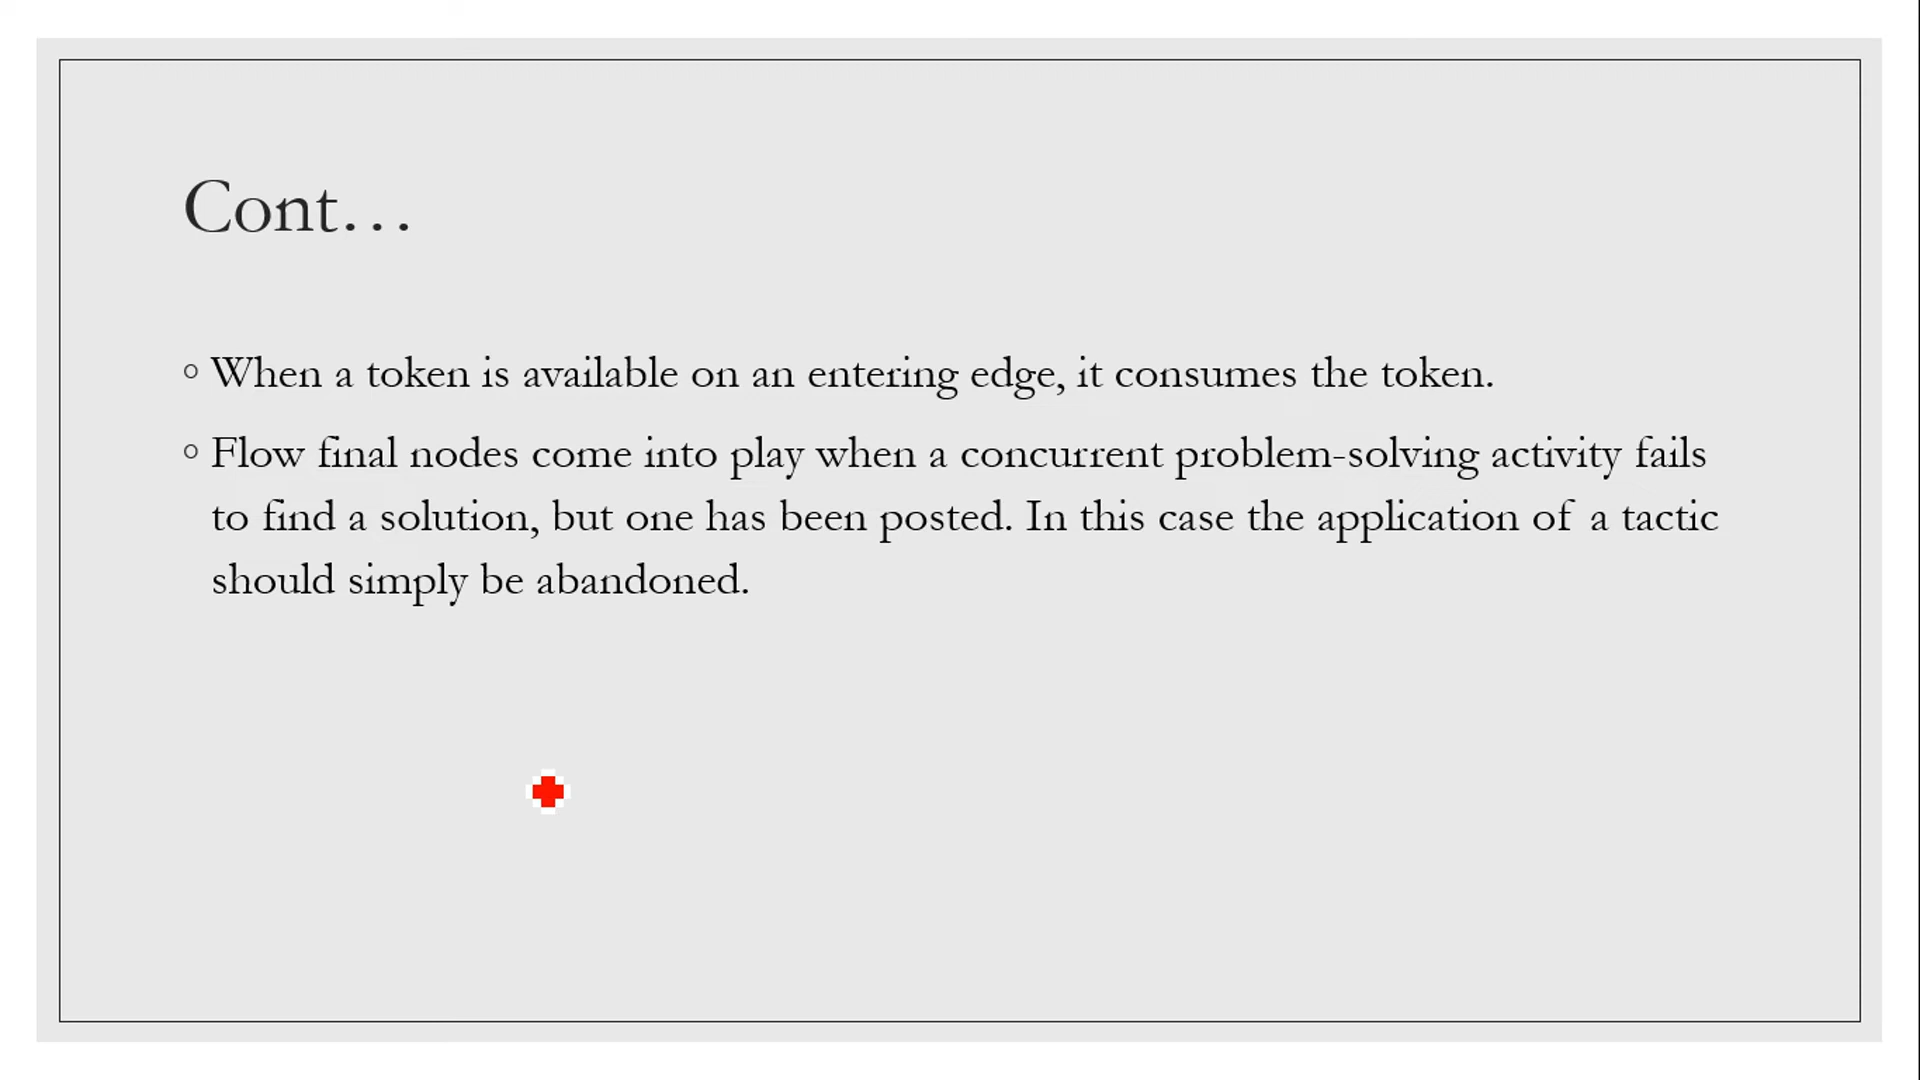 Cont…
◦ When a token is available on an entering edge, it consumes the token.
◦ Flow final nodes come into play when a concurrent problem-solving activity fails
to find a solution, but one has been posted. In this case the application of a tactic
should simply be abandoned.